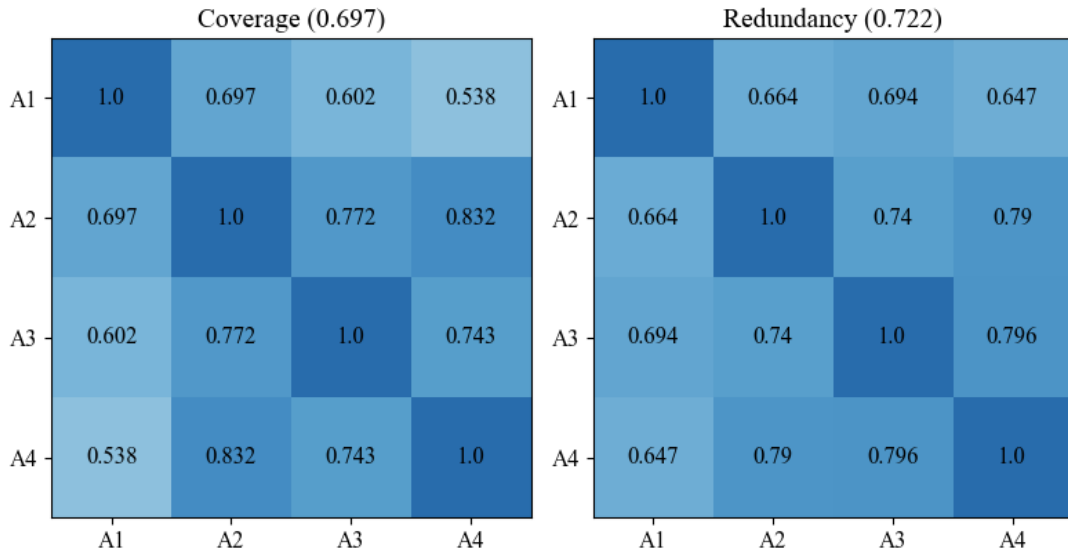 Coverage (0.697)
A1 1.0 0.697 0.602 0.538
A2 0.697 1.0 0.772 0.832
A3 0.602 0.772 1.0 0.743
A4 0.538 0.832 0.743 1.0
A1 A2 A3 A4
Redundancy (0.722)
A1 1.0 0.664 0.694 0.647
A2 0.664 1.0 0.74 0.79
A3 0.694 0.74 1.0 0.796
A4 0.647 0.79 0.796 1.0
A1 A2 A3 A4